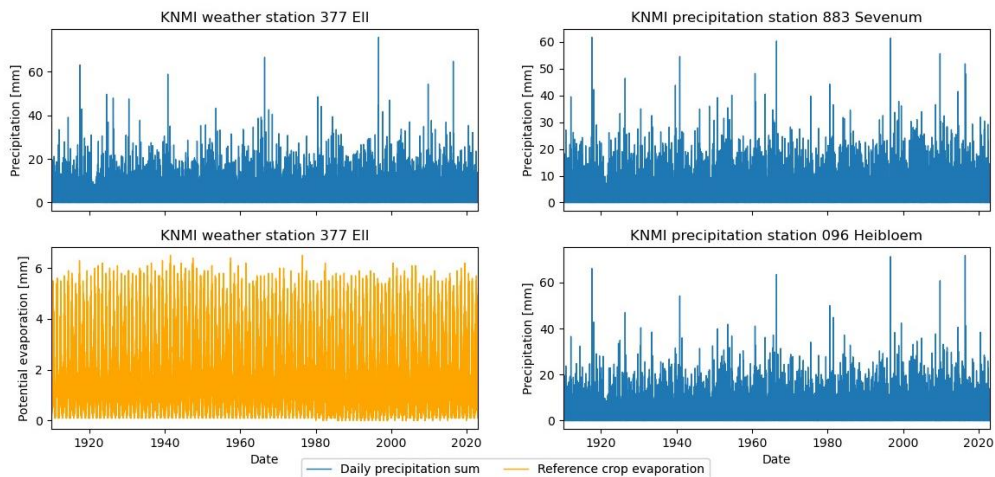 KNMI weather station 377 Ell
Precipitation [mm]
60
40
20
0
KNMI precipitation station 883 Sevenum
Precipitation [mm]
60
50
40
30
20
10
0
KNMI weather station 377 Ell
Potential evaporation [mm]
6
4
2
0
1920 1940 1960 1980 2000 2020
Date
KNMI precipitation station 096 Heibloem
Precipitation [mm]
60
40
20
0
1920 1940 1960 1980 2000 2020
Date
Daily precipitation sum Reference crop evaporation